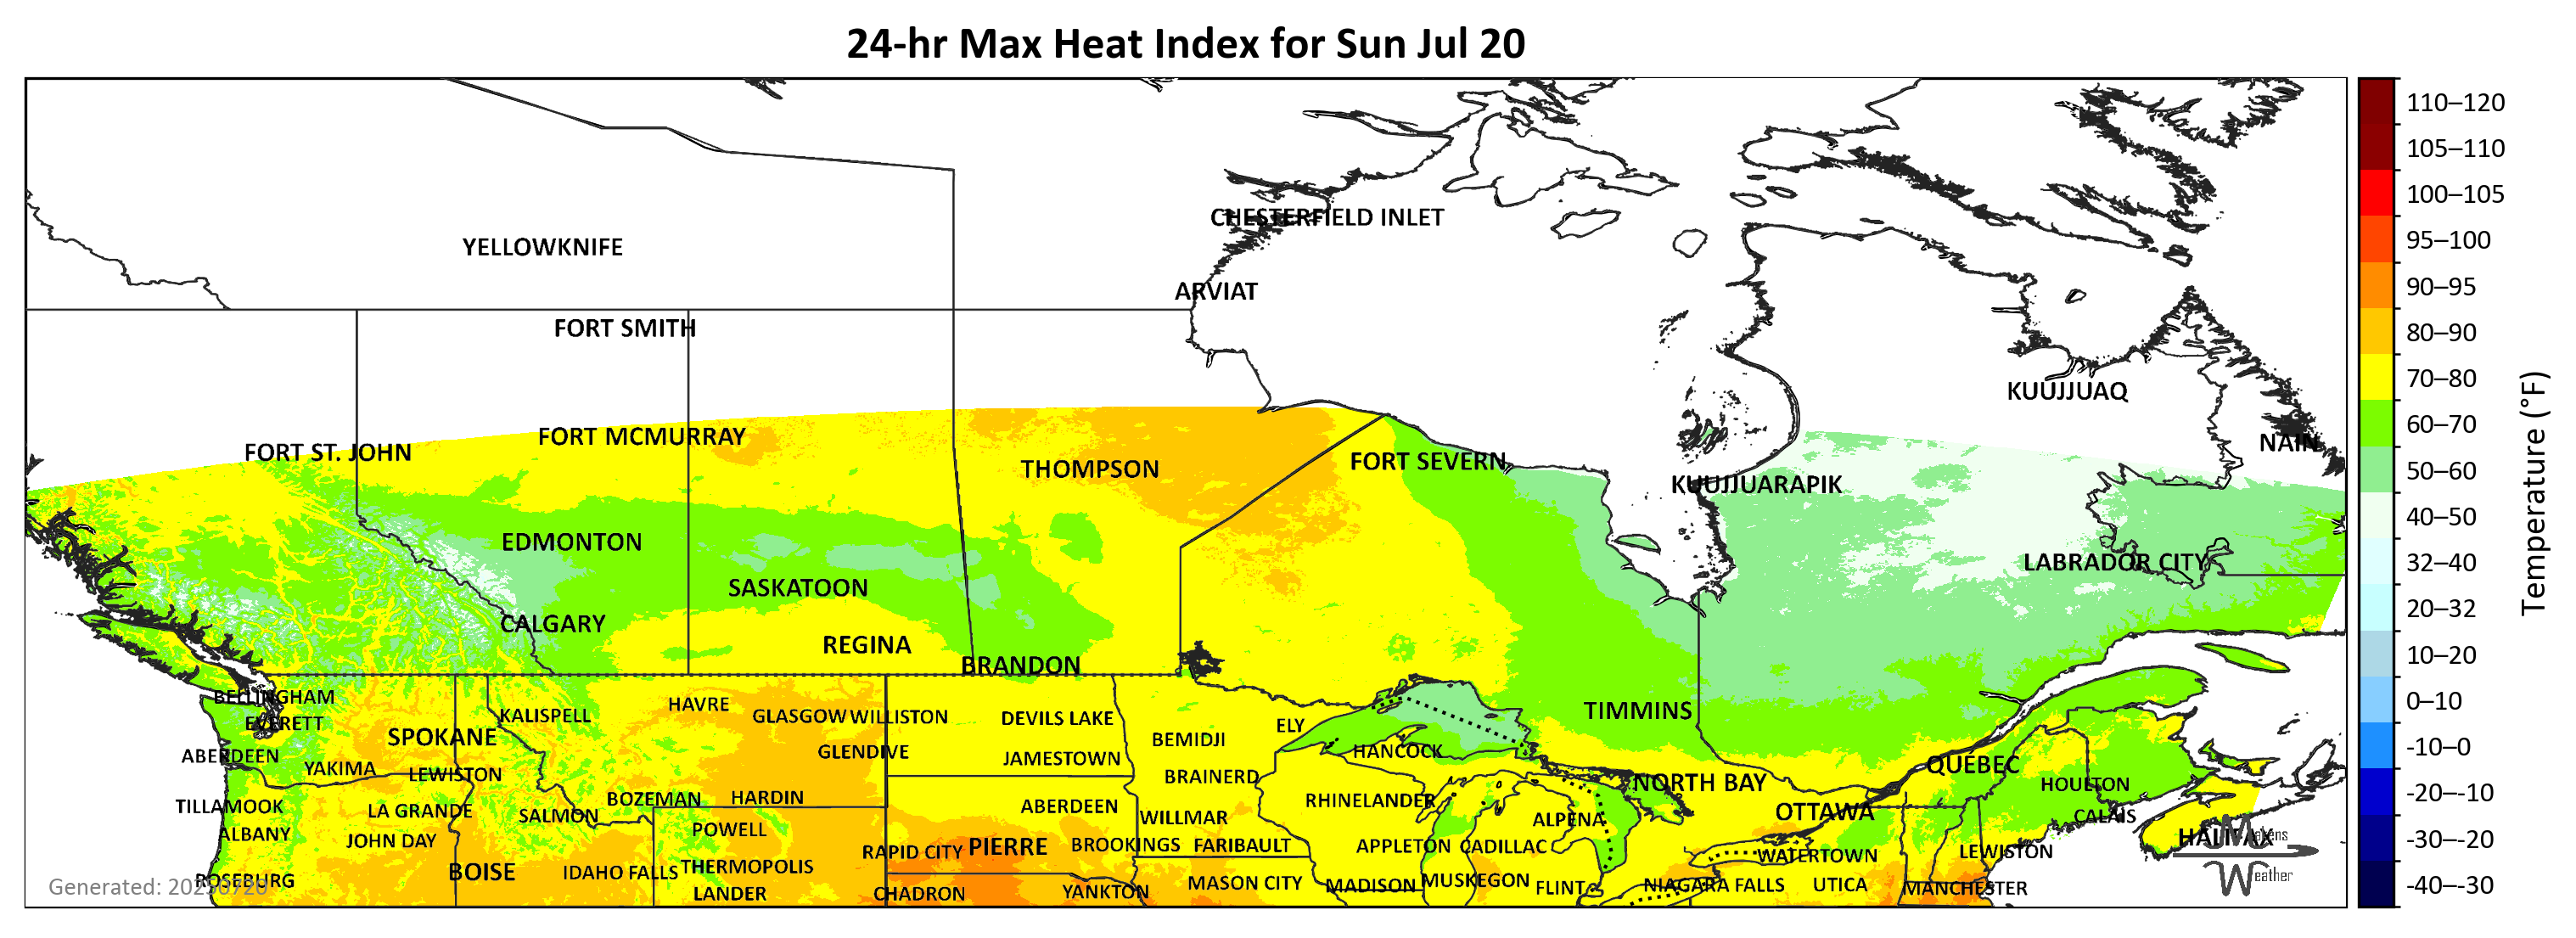 24-hr Max Heat Index for Sun Jul 20
CHESTERFIELD INLET
YELLOWKNIFE
ARVIAT
FORT SMITH
KUUJJUAQ
FORT MCMURRAY
NAIN
FORT ST. JOHN
FORT SEVERN
THOMPSON
KUUJJUARAPIK
EDMONTON
LABRADOR CITY
SASKATOON
CALGARY
REGINA
BRANDON
BELLINGHAM
HAVRE
KALISPELL
GLASGOW
WILLISTON
DEVILS LAKE
TIMMINS
EVERETT
ELY
SPOKANE
BEMIDJI
GLENDIVE
HANCOCK
ABERDEEN
JAMESTOWN
QUÉBEC
YAKIMA
LEWISTON
BRAINERD
NORTH BAY
HOULTON
BOZEMAN
HARDIN
RHINELANDER
TILLAMOOK
LA GRANDE
SALMON
ABERDEEN
WILLMAR
ALPENA
OTTAWA
CALAIS
ALBANY
JOHN DAY
POWELL
HALIFAX
RAPID CITY
PIERRE
BROOKINGS
FARIBAULT
APPLETON
CADILLAC
WATERTOWN
LEWISTON
BOISE
IDAHO FALLS
THERMOPOLIS
ROSEBURG
MASON CITY
MADISON
MUSKEGON
FLINT
NIAGARA FALLS
UTICA
MANCHESTER
LANDER
CHADRON
YANKTON
Generated: 20250720
Makens
Weather
110–120
105–110
100–105
95–100
90–95
80–90
70–80
60–70
50–60
40–50
32–40
20–32
10–20
0–10
-10–0
-20–-10
-30–-20
-40–-30
Temperature (°F)